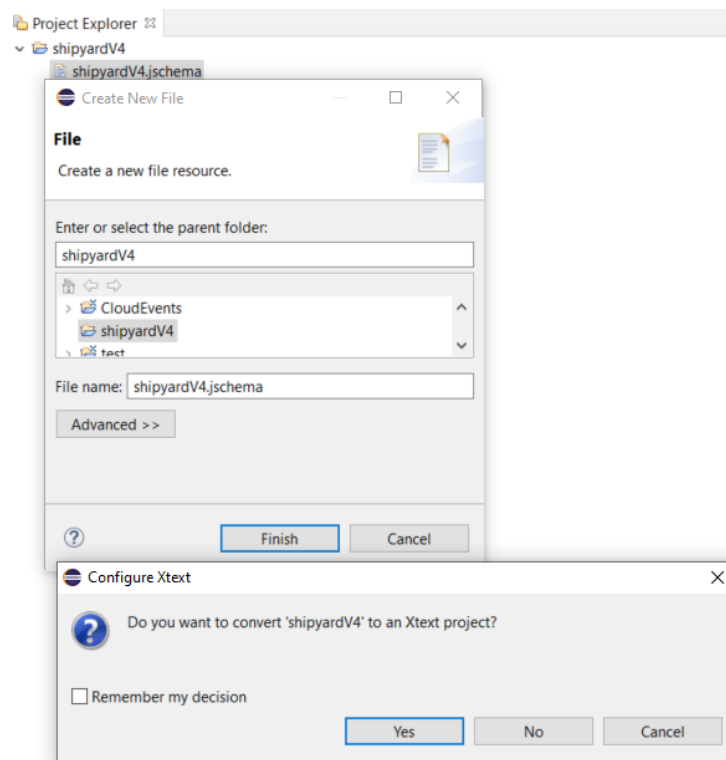 Project Explorer
shipyardV4
shipyardV4.jschema
Create New File
File
Create a new file resource.
Enter or select the parent folder:
shipyardV4
CloudEvents
shipyardV4
test
File name: shipyardV4.jschema
Advanced >>
Finish Cancel
Configure Xtext
Do you want to convert 'shipyardV4' to an Xtext project?
Remember my decision
Yes No Cancel